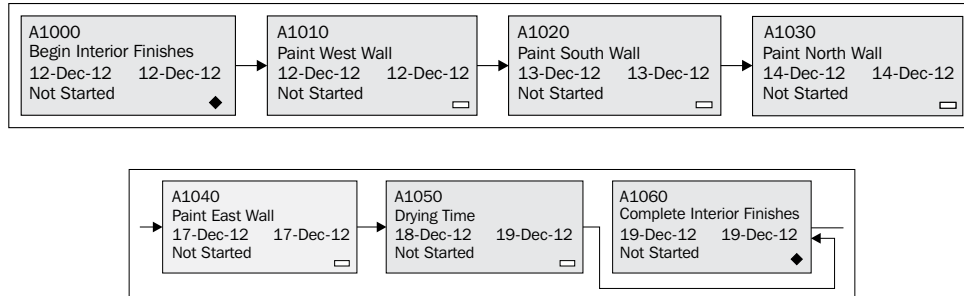 A1000
Begin Interior Finishes
12-Dec-12 12-Dec-12
Not Started
A1010
Paint West Wall
12-Dec-12 12-Dec-12
Not Started
A1020
Paint South Wall
13-Dec-12 13-Dec-12
Not Started
A1030
Paint North Wall
14-Dec-12 14-Dec-12
Not Started
A1040
Paint East Wall
17-Dec-12 17-Dec-12
Not Started
A1050
Drying Time
18-Dec-12 19-Dec-12
Not Started
A1060
Complete Interior Finishes
19-Dec-12 19-Dec-12
Not Started